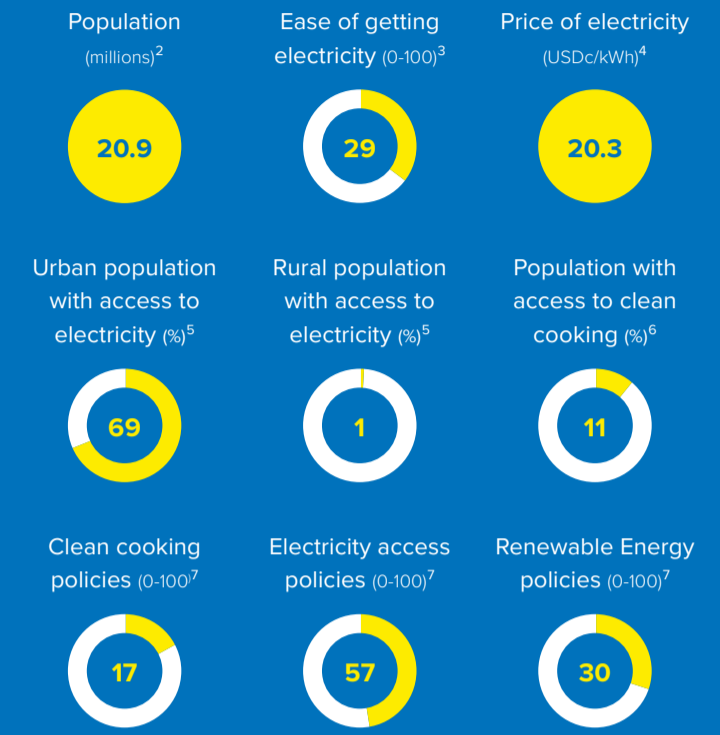 Population
(millions)²
Ease of getting
electricity (0-100)³
Price of electricity
(USDc/kWh)⁴
20.9
29
20.3
Urban population
with access to
electricity (%)⁵
Rural population
with access to
electricity (%)⁵
Population with
access to clean
cooking (%)⁶
69
1
11
Clean cooking
policies (0-100)⁷
Electricity access
policies (0-100)⁷
Renewable Energy
policies (0-100)⁷
17
57
30